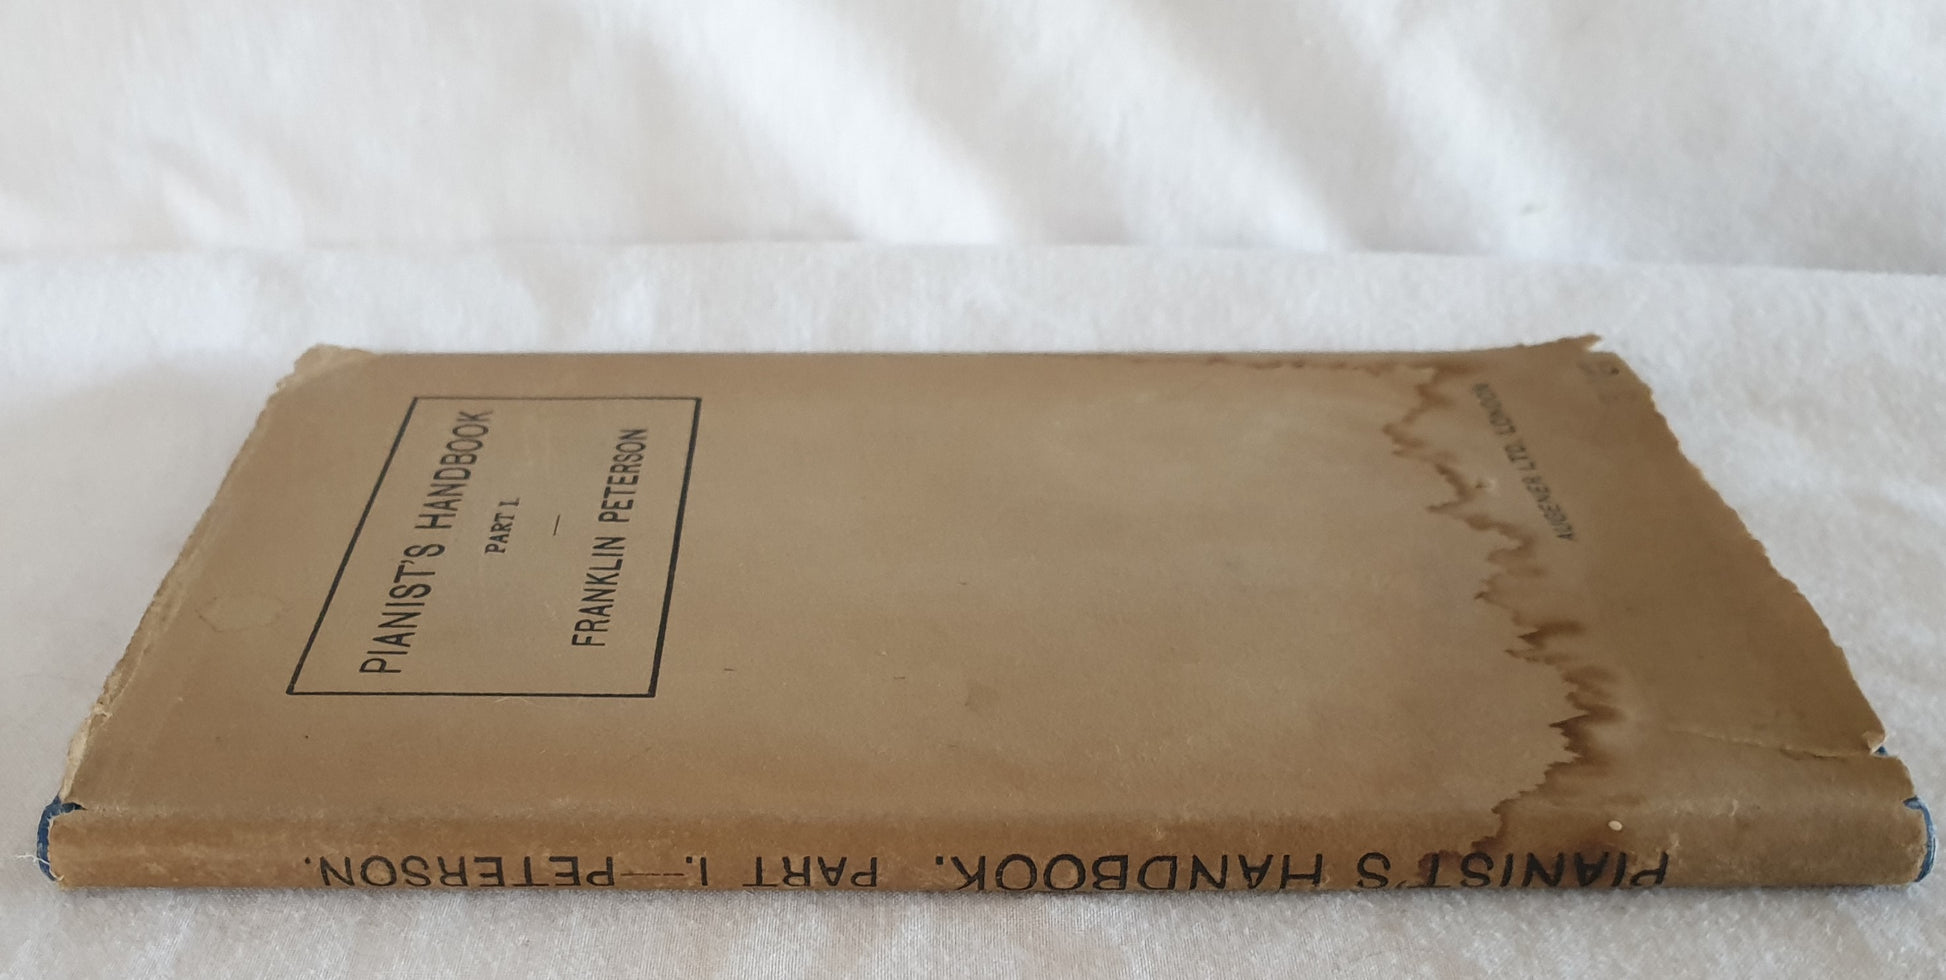 PIANIST'S HANDBOOK
PART I.
—
FRANKLIN PETERSON
AUGENER LTD. LONDON
PIANIST'S HANDBOOK. PART I.—PETERSON.